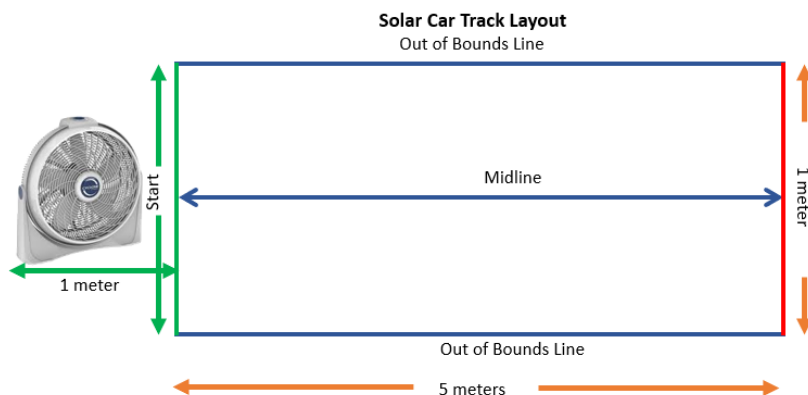 Solar Car Track Layout
Out of Bounds Line
Start
Midline
1 meter
1 meter
Out of Bounds Line
5 meters